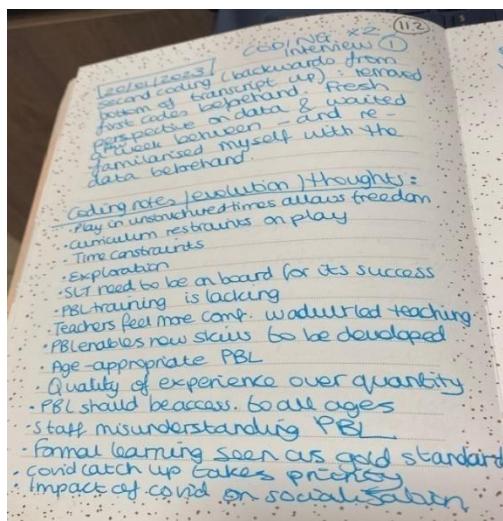 112
CODING x2
Interview 1
20/01/2023
second coding (backwards from
bottom of transcript up): removed
first codes beforehand. Fresh
perspective on data & waited
a week between - and re-
familiarised myself with the
data beforehand.
Coding notes / evolution / thoughts:
• Play in unstructured times allows freedom
• curriculum restraints on play
• Time constraints
• Exploration
• SLT need to be on board for its success
• PBL training is lacking
• Teachers feel more comf. w adult led teaching
• PBL enables new skills to be developed
• Age-appropriate PBL
• Quality of experience over quantity
• PBL should be access. to all ages
• Staff misunderstanding PBL
• Formal learning seen as gold standard
• covid catch up takes priority
• Impact of covid on socialisation